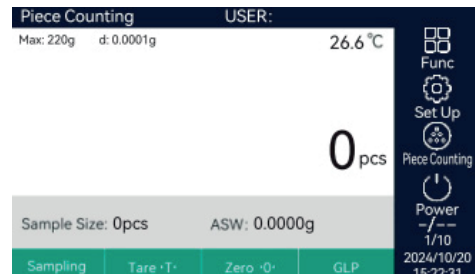 Piece Counting USER:
Max: 220g d: 0.0001g 26.6°C
0 pcs
Sample Size: 0pcs ASW: 0.0000g
Sampling Tare ·T· Zero ·0· GLP
Func
Set Up
Piece Counting
Power
-/--
1/10
2024/10/20
15:22:31